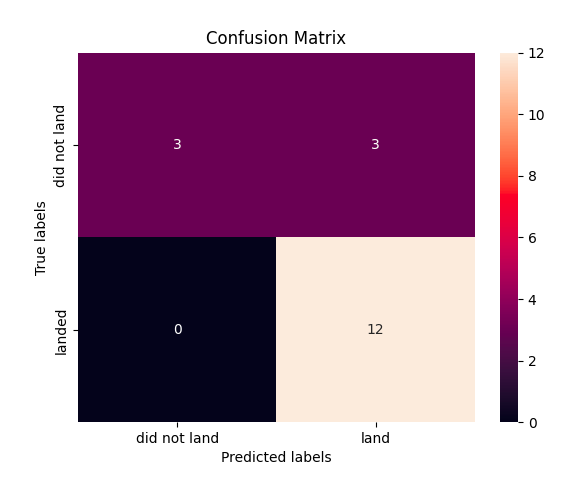 Confusion Matrix
True labels
did not land
landed
3 3
0 12
did not land land
Predicted labels
12
10
8
6
4
2
0